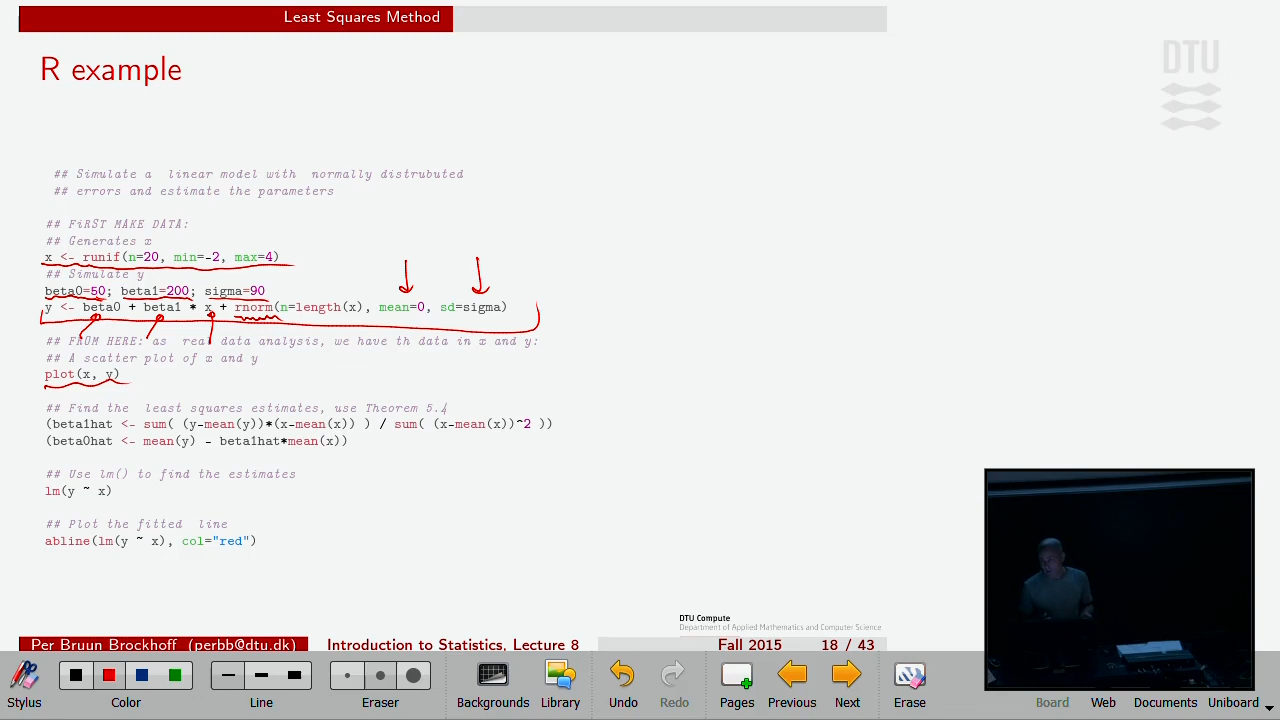 Least Squares Method
R example
DTU
## Simulate a linear model with normally distrubuted
## errors and estimate the parameters
## FiRST MAKE DATA:
## Generates x
x <- runif(n=20, min=-2, max=4)
## Simulate y
beta0=50; beta1=200; sigma=90
y <- beta0 + beta1 * x + rnorm(n=length(x), mean=0, sd=sigma)
## FROM HERE: as real data analysis, we have th data in x and y:
## A scatter plot of x and y
plot(x, y)
## Find the least squares estimates, use Theorem 5.4
(beta1hat <- sum( (y-mean(y))*(x-mean(x)) ) / sum( (x-mean(x))^2 ))
(beta0hat <- mean(y) - beta1hat*mean(x))
## Use lm() to find the estimates
lm(y ~ x)
## Plot the fitted line
abline(lm(y ~ x), col="red")
DTU Compute
Department of Applied Mathematics and Computer Science
Per Bruun Brockhoff (perbb@dtu.dk) Introduction to Statistics, Lecture 8 Fall 2015 18 / 43
Stylus Color Line Eraser Backgrounds Library Undo Redo Pages Previous Next Erase Board Web Documents Uniboard